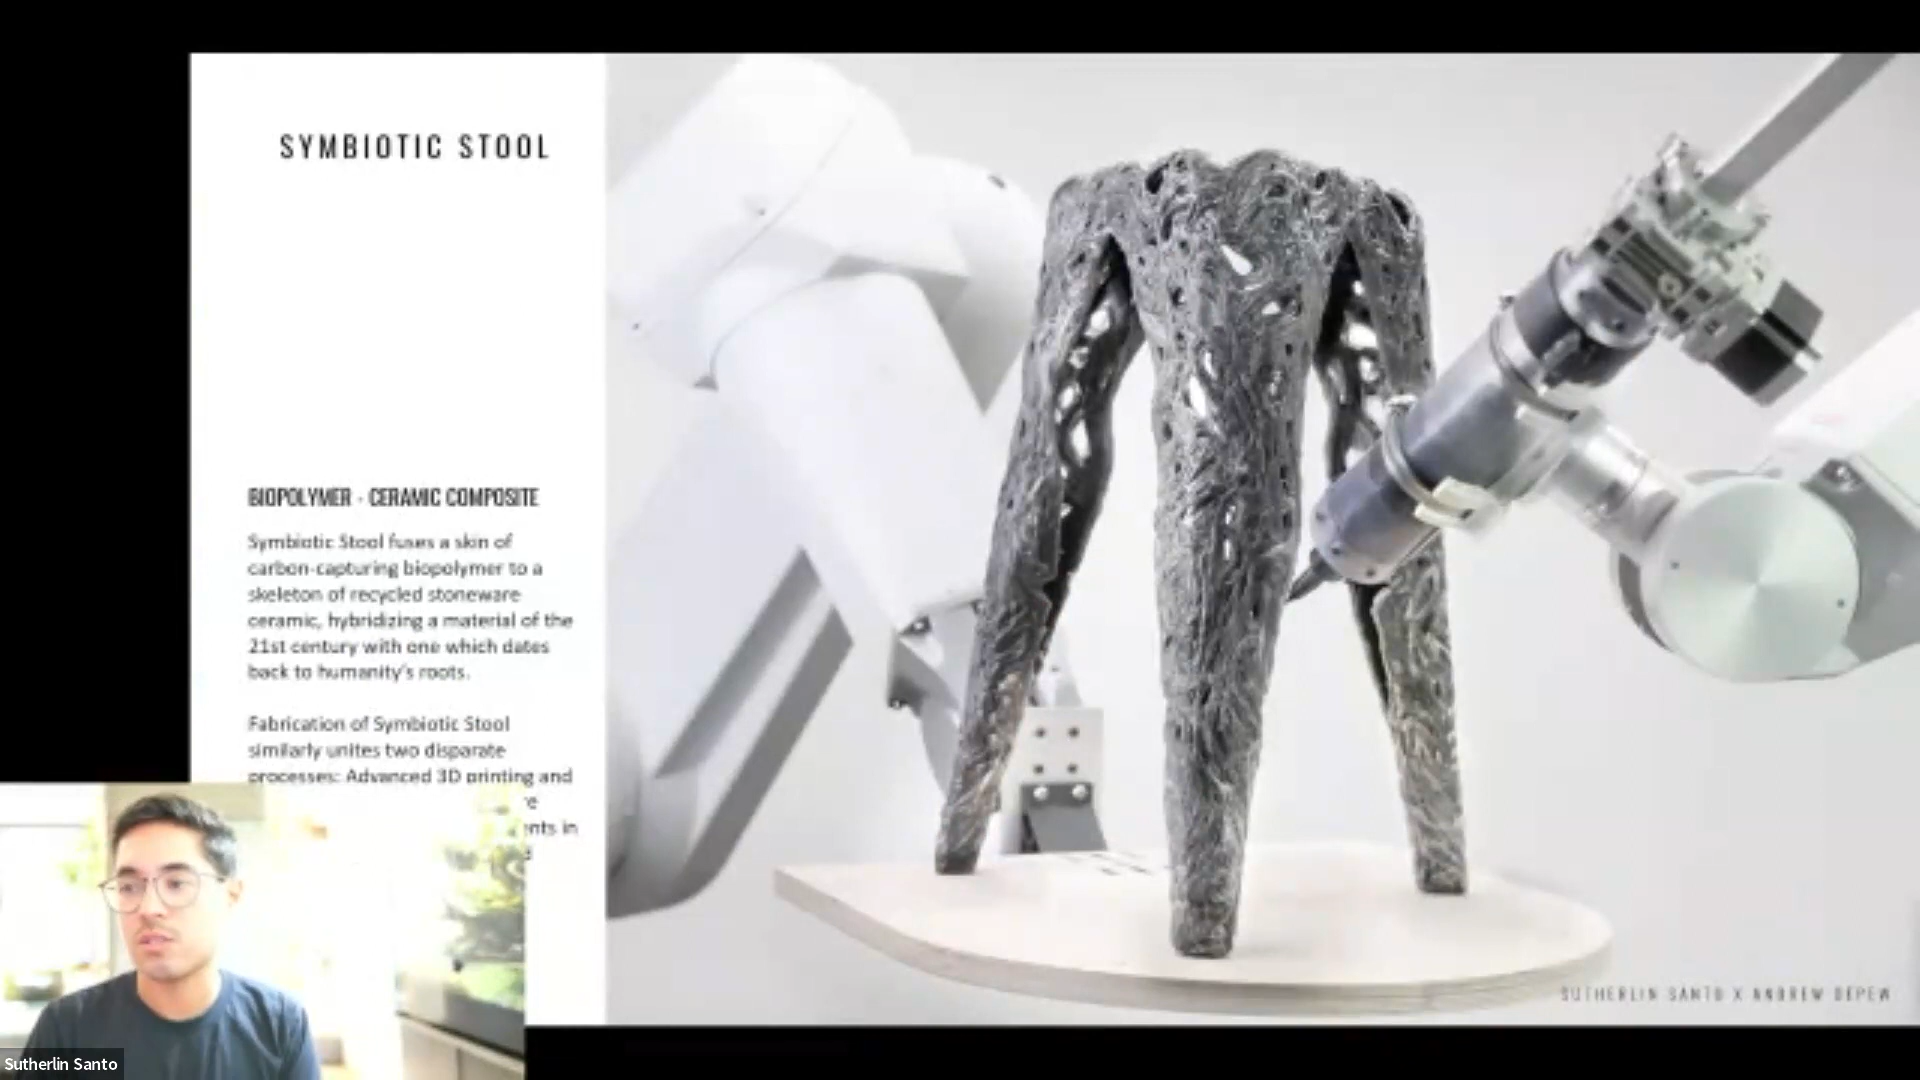 SYMBIOTIC STOOL
BIOPOLYMER - CERAMIC COMPOSITE
Symbiotic Stool fuses a skin of
carbon-capturing biopolymer to a
skeleton of recycled stoneware
ceramic, hybridizing a material of the
21st century with one which dates
back to humanity's roots.
Fabrication of Symbiotic Stool
similarly unites two disparate
processes: Advanced 3D printing and
in
SUTHERLIN SANTO X ANDREW DEPEW
Sutherlin Santo